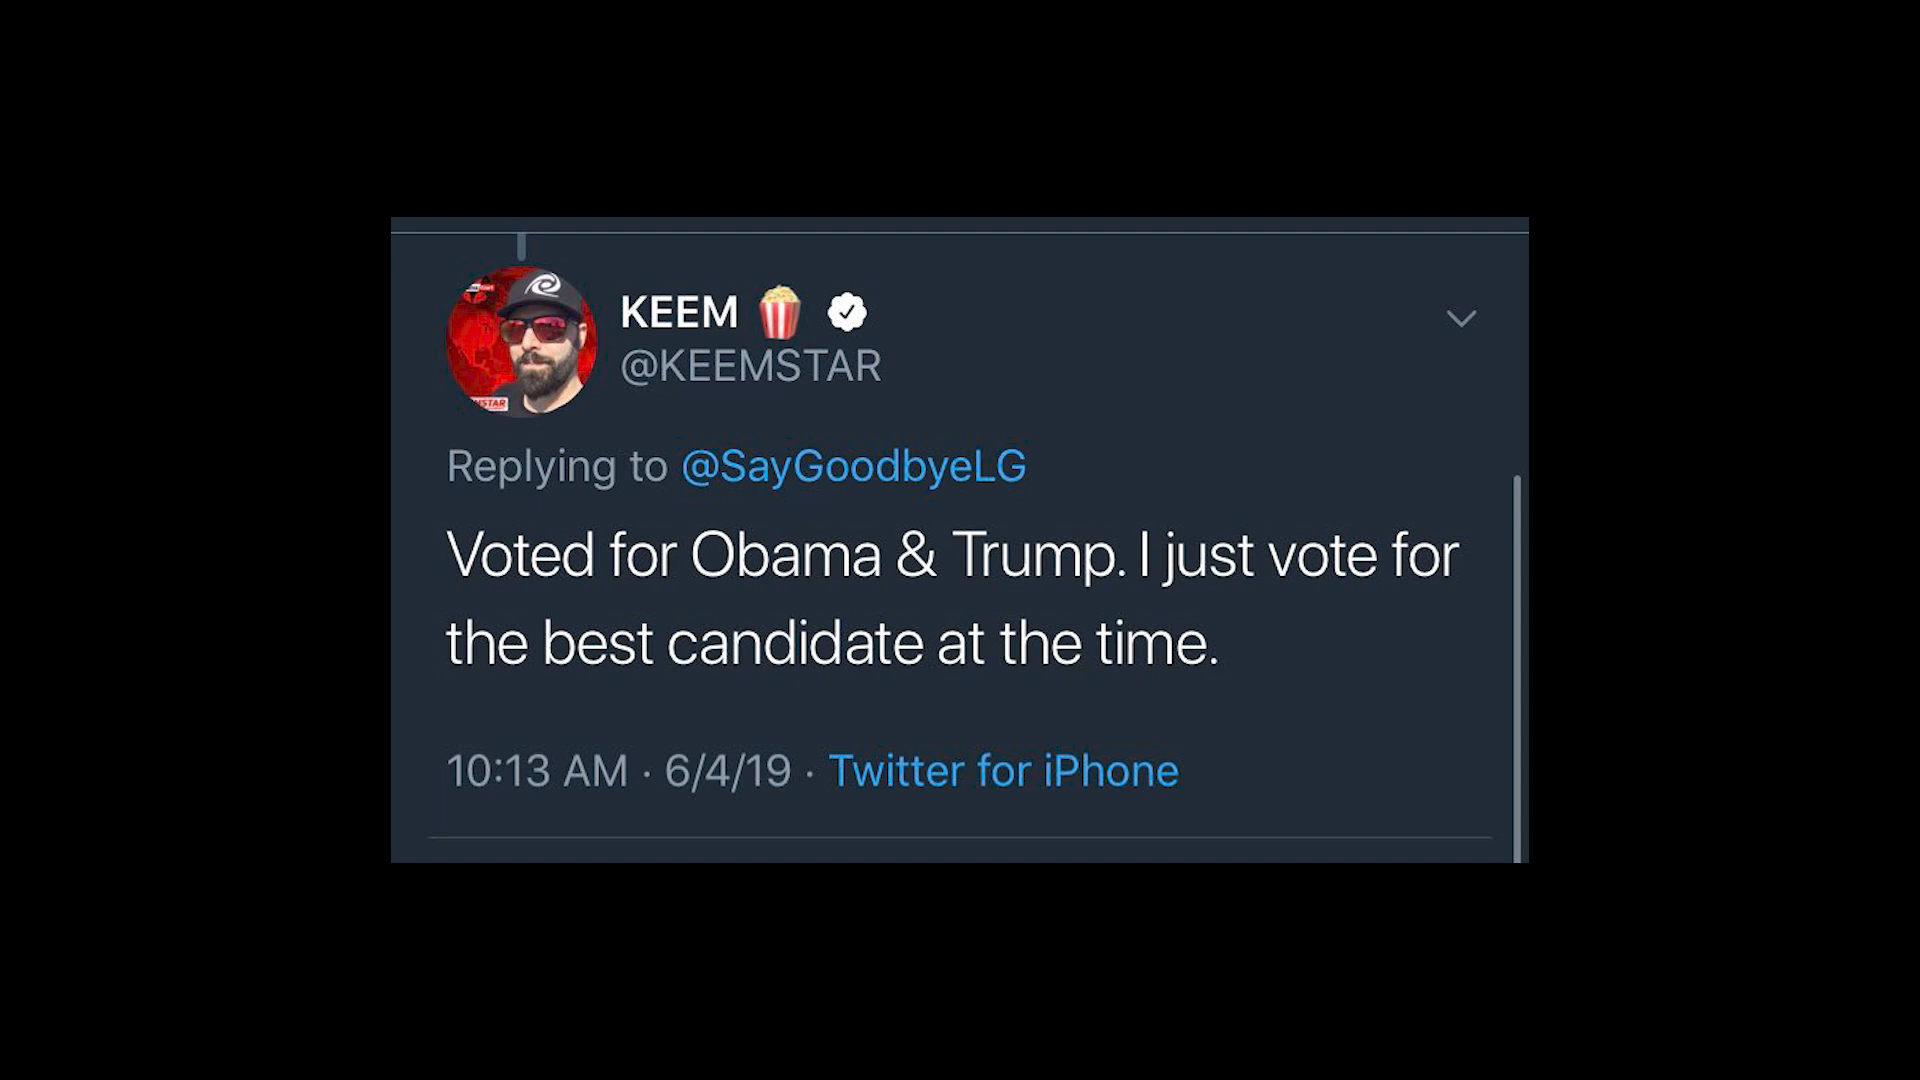 KEEM 🍿
@KEEMSTAR
Replying to @SayGoodbyeLG
Voted for Obama & Trump. I just vote for
the best candidate at the time.
10:13 AM · 6/4/19 · Twitter for iPhone